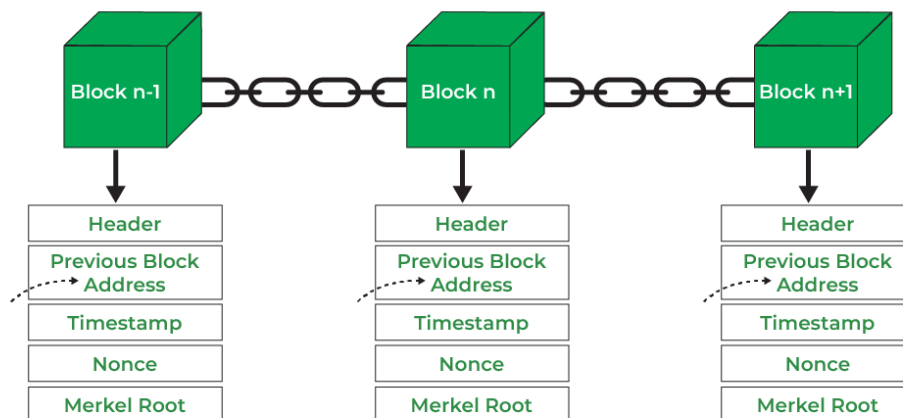 Block n-1
Block n
Block n+1
Header
Previous Block
Address
Timestamp
Nonce
Merkel Root
Header
Previous Block
Address
Timestamp
Nonce
Merkel Root
Header
Previous Block
Address
Timestamp
Nonce
Merkel Root